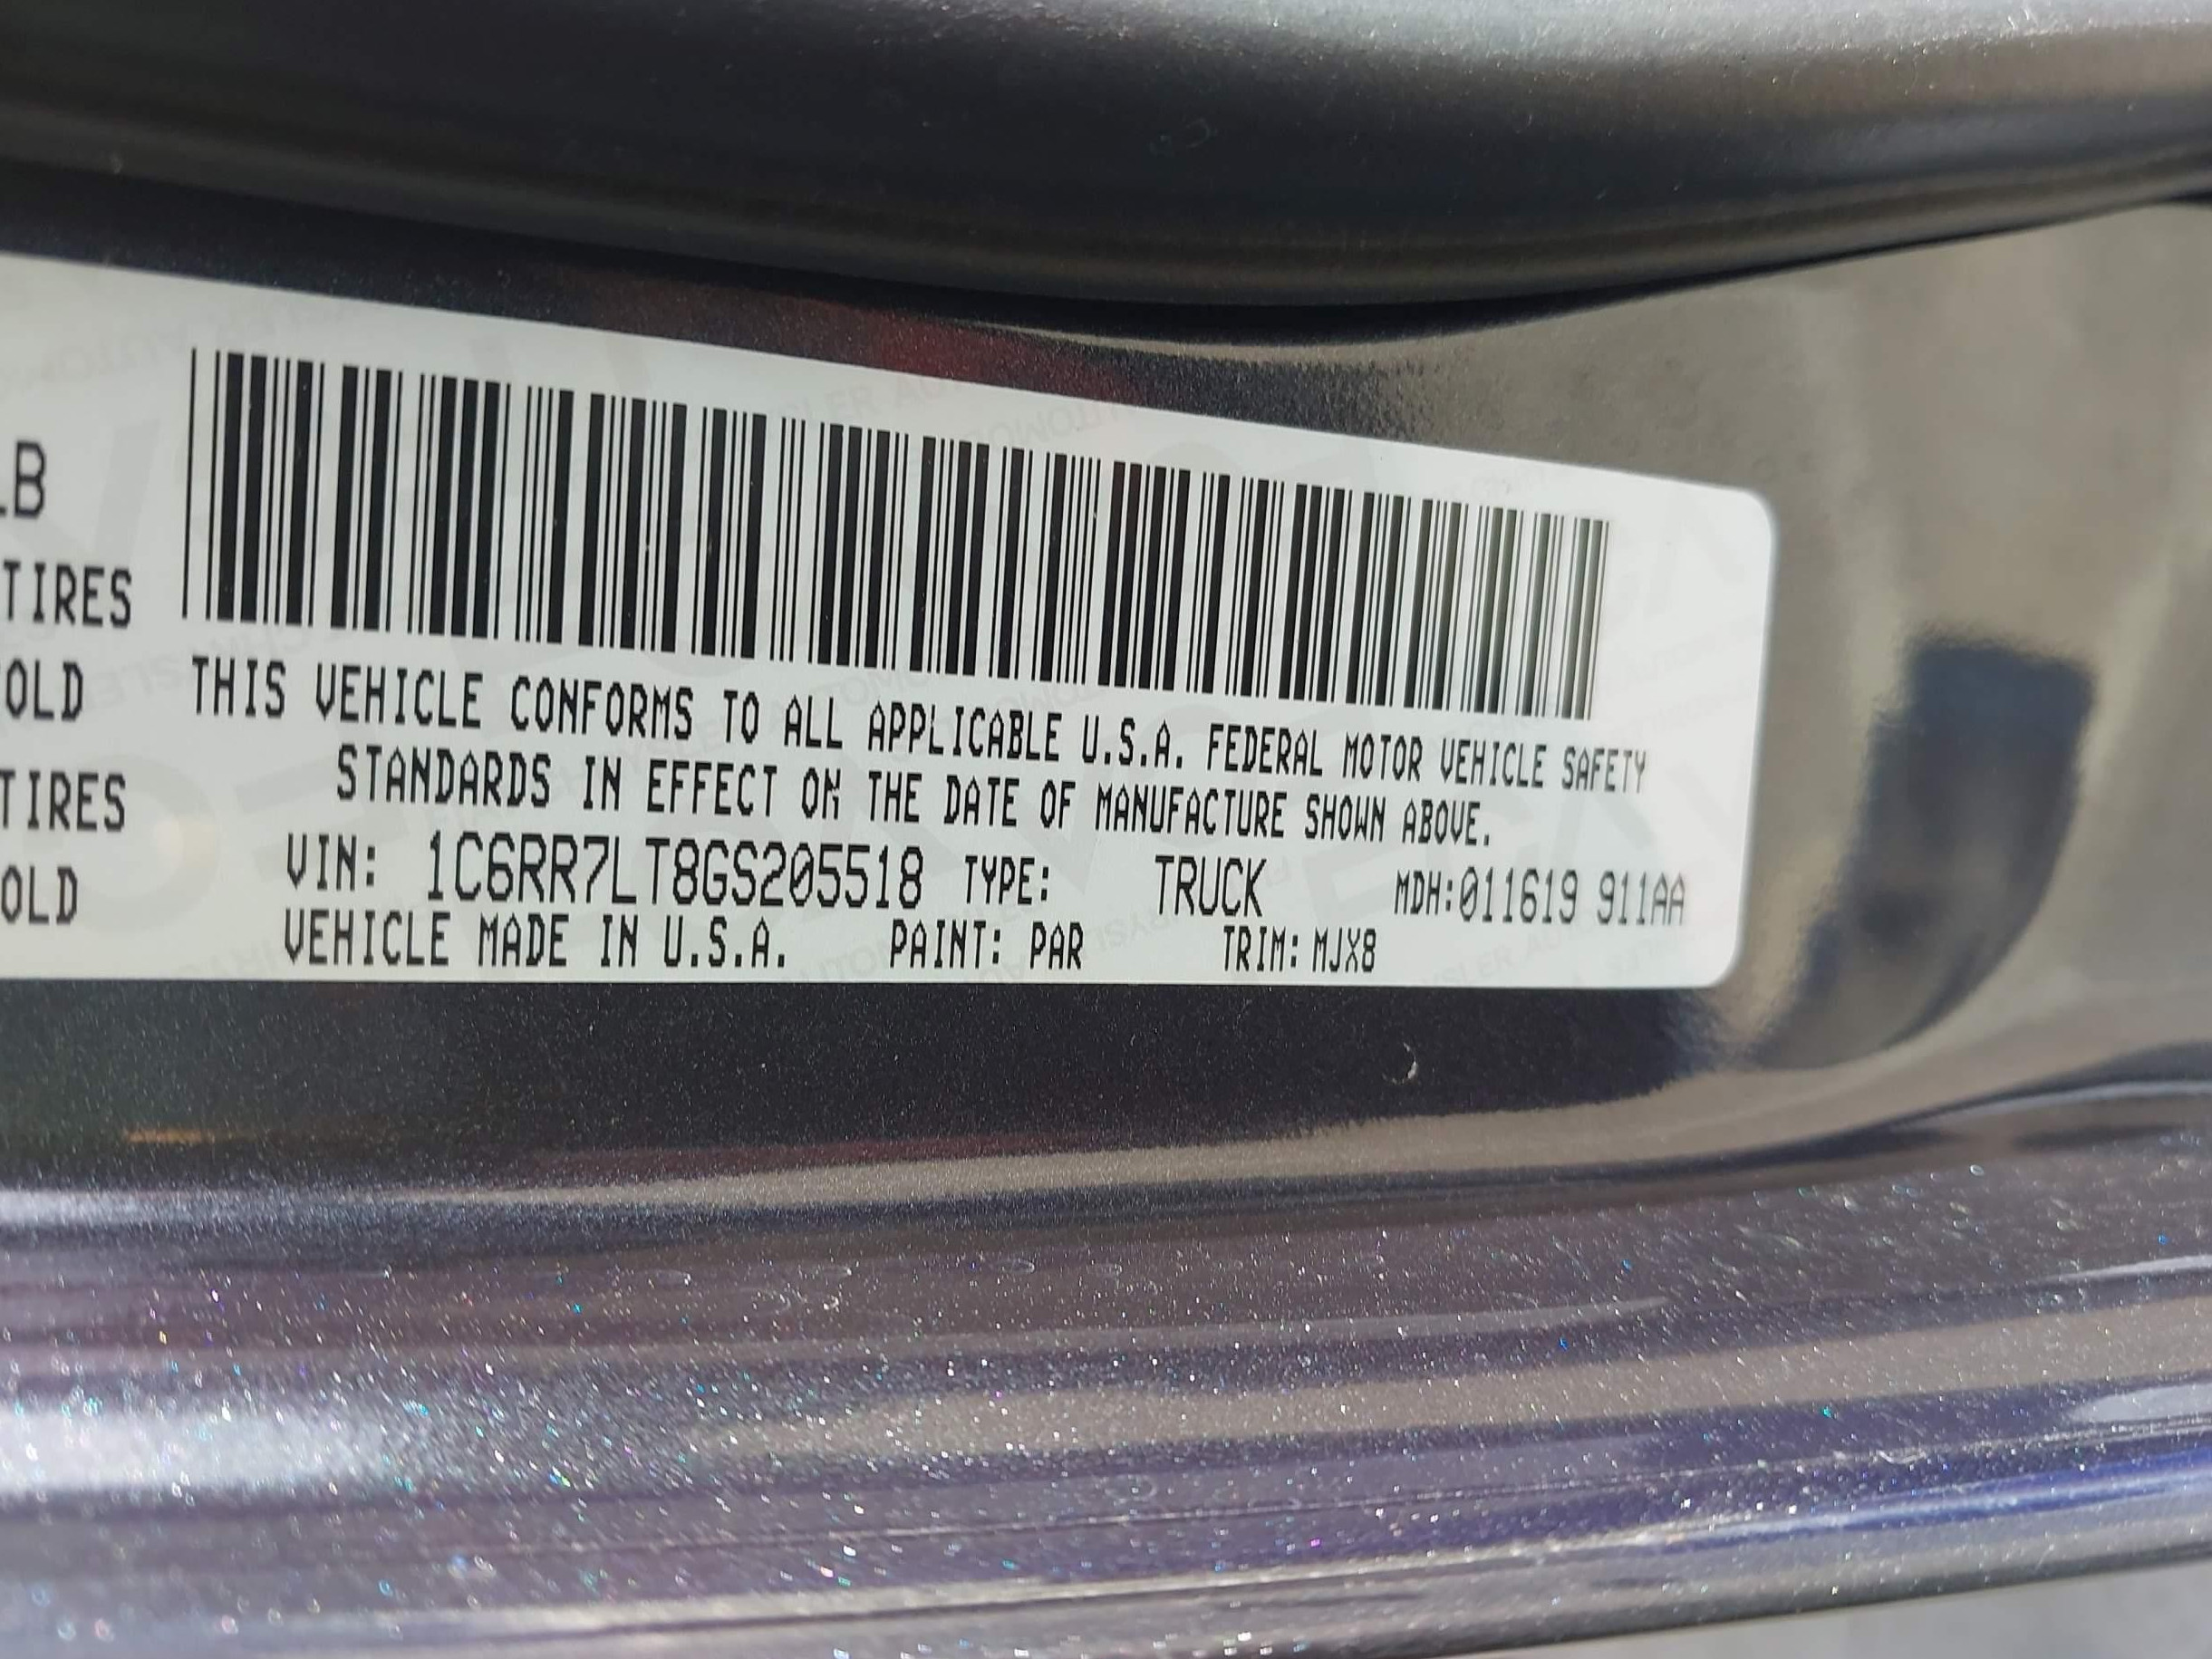 LB
TIRES
OLD
TIRES
OLD
THIS VEHICLE CONFORMS TO ALL APPLICABLE U.S.A. FEDERAL MOTOR VEHICLE SAFETY
STANDARDS IN EFFECT ON THE DATE OF MANUFACTURE SHOWN ABOVE.
VIN: 1C6RR7LT8GS205518 TYPE: TRUCK MDH:011619 911AA
VEHICLE MADE IN U.S.A. PAINT: PAR TRIM: MJX8